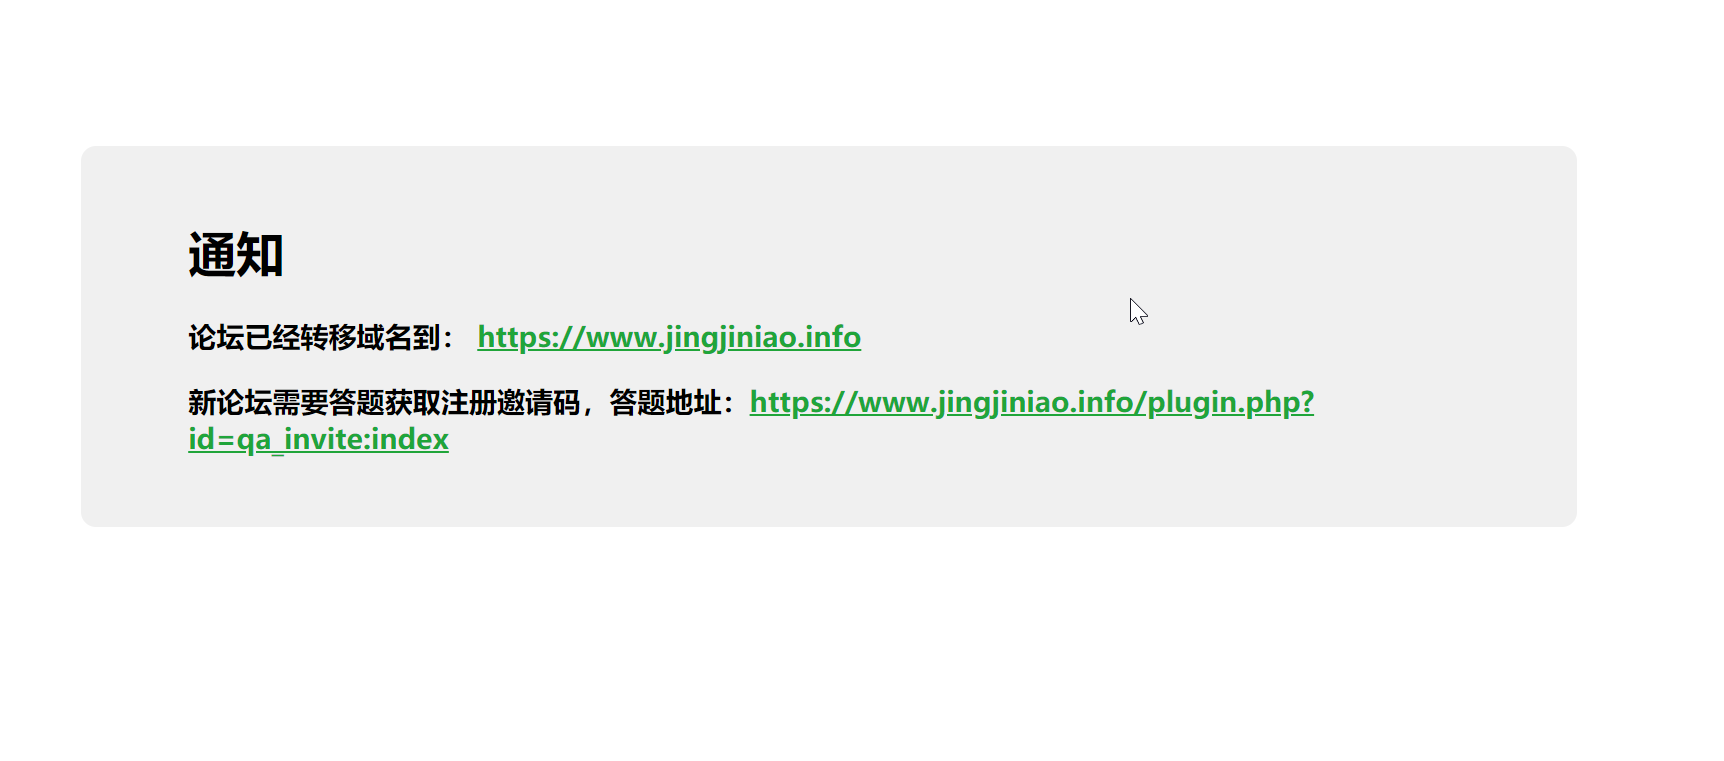 通知
论坛已经转移域名到： https://www.jingjiniao.info
新论坛需要答题获取注册邀请码，答题地址：https://www.jingjiniao.info/plugin.php?
id=qa_invite:index